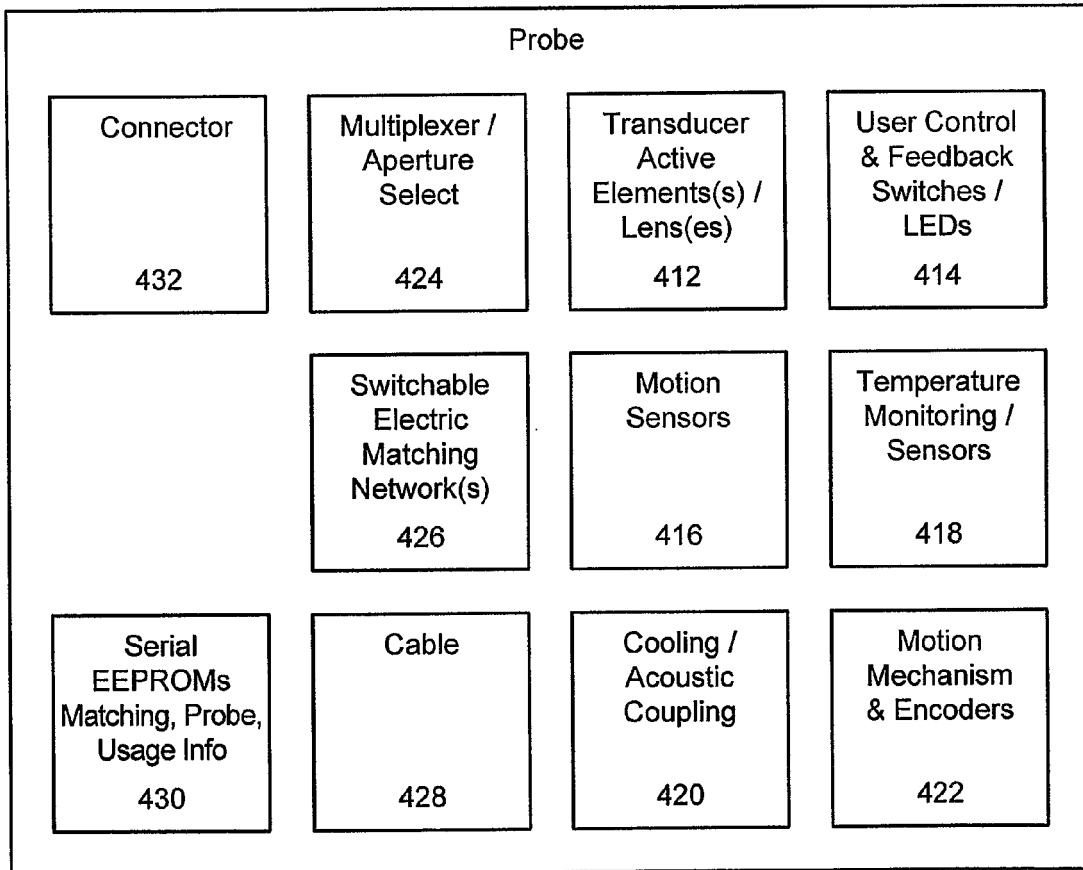 Probe
Connector
432
Multiplexer /
Aperture
Select
424
Transducer
Active
Elements(s) /
Lens(es)
412
User Control
& Feedback
Switches /
LEDs
414
Switchable
Electric
Matching
Network(s)
426
Motion
Sensors
416
Temperature
Monitoring /
Sensors
418
Serial
EEPROMs
Matching, Probe,
Usage Info
430
Cable
428
Cooling /
Acoustic
Coupling
420
Motion
Mechanism
& Encoders
422